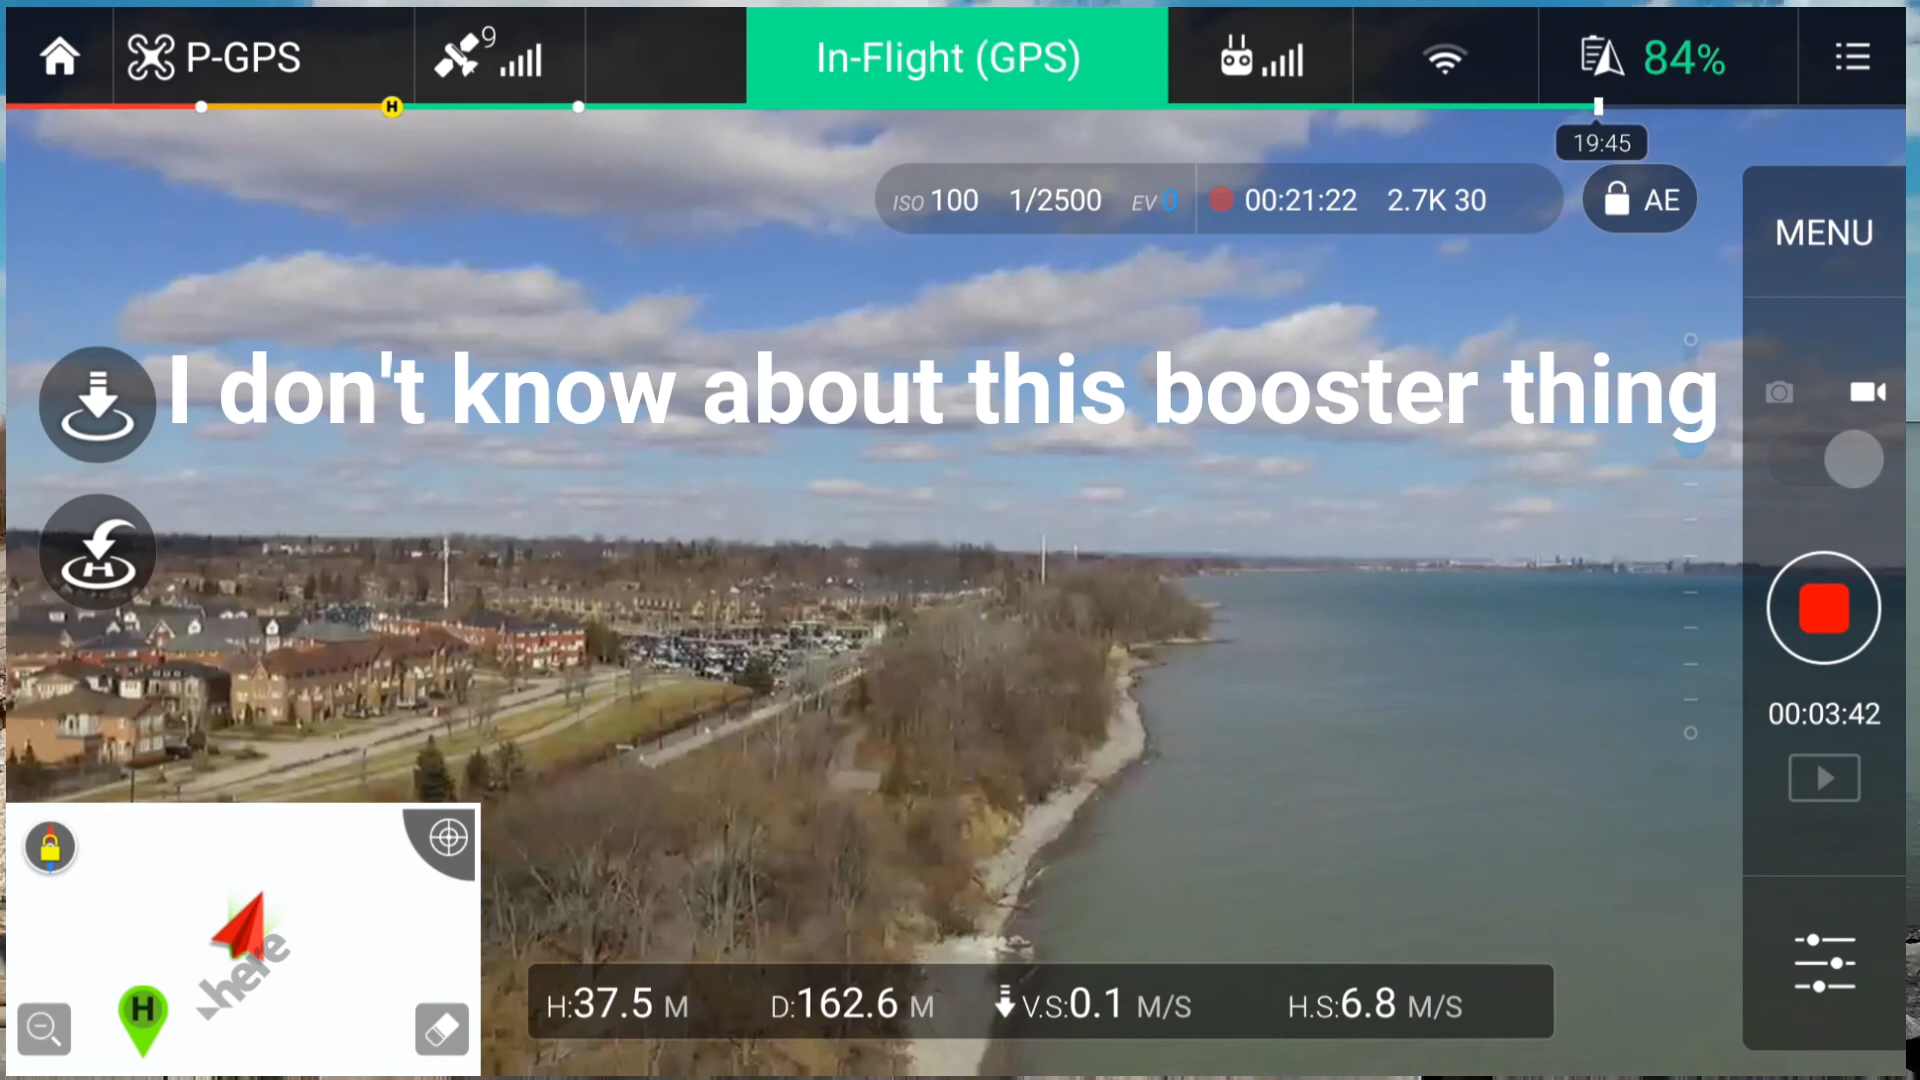 P-GPS
9
In-Flight (GPS)
84%
H
19:45
ISO 100 1/2500 EV 0 00:21:22 2.7K 30
AE
MENU
I don't know about this booster thing
H
00:03:42
here
H
H:37.5 M D:162.6 M V.S:0.1 M/S H.S:6.8 M/S